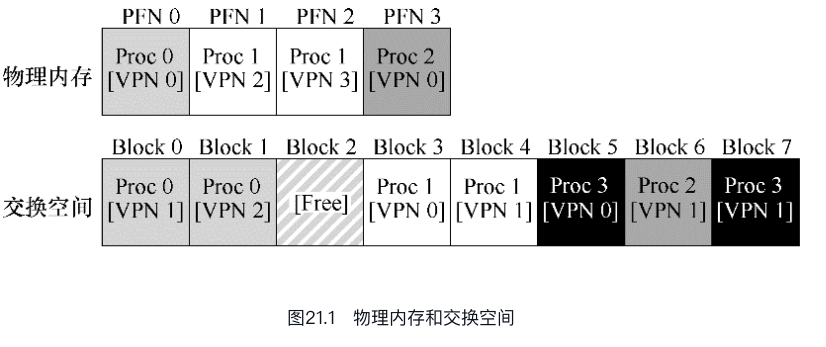 PFN 0 PFN 1 PFN 2 PFN 3
物理内存 Proc 0 [VPN 0] Proc 1 [VPN 2] Proc 1 [VPN 3] Proc 2 [VPN 0]
Block 0 Block 1 Block 2 Block 3 Block 4 Block 5 Block 6 Block 7
交换空间 Proc 0 [VPN 1] Proc 0 [VPN 2] [Free] Proc 1 [VPN 0] Proc 1 [VPN 1] Proc 3 [VPN 0] Proc 2 [VPN 1] Proc 3 [VPN 1]
图21.1 物理内存和交换空间